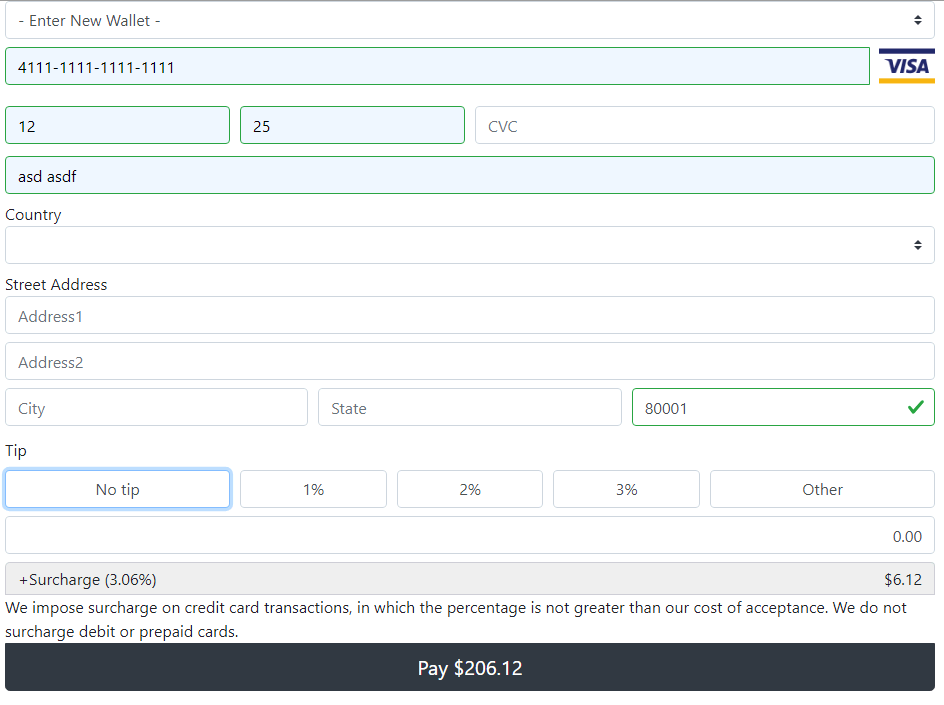 - Enter New Wallet -
4111-1111-1111-1111
VISA
12
25
CVC
asd asdf
Country
Street Address
Address1
Address2
City
State
80001
Tip
No tip
1%
2%
3%
Other
0.00
+Surcharge (3.06%)
$6.12
We impose surcharge on credit card transactions, in which the percentage is not greater than our cost of acceptance. We do not
surcharge debit or prepaid cards.
Pay $206.12